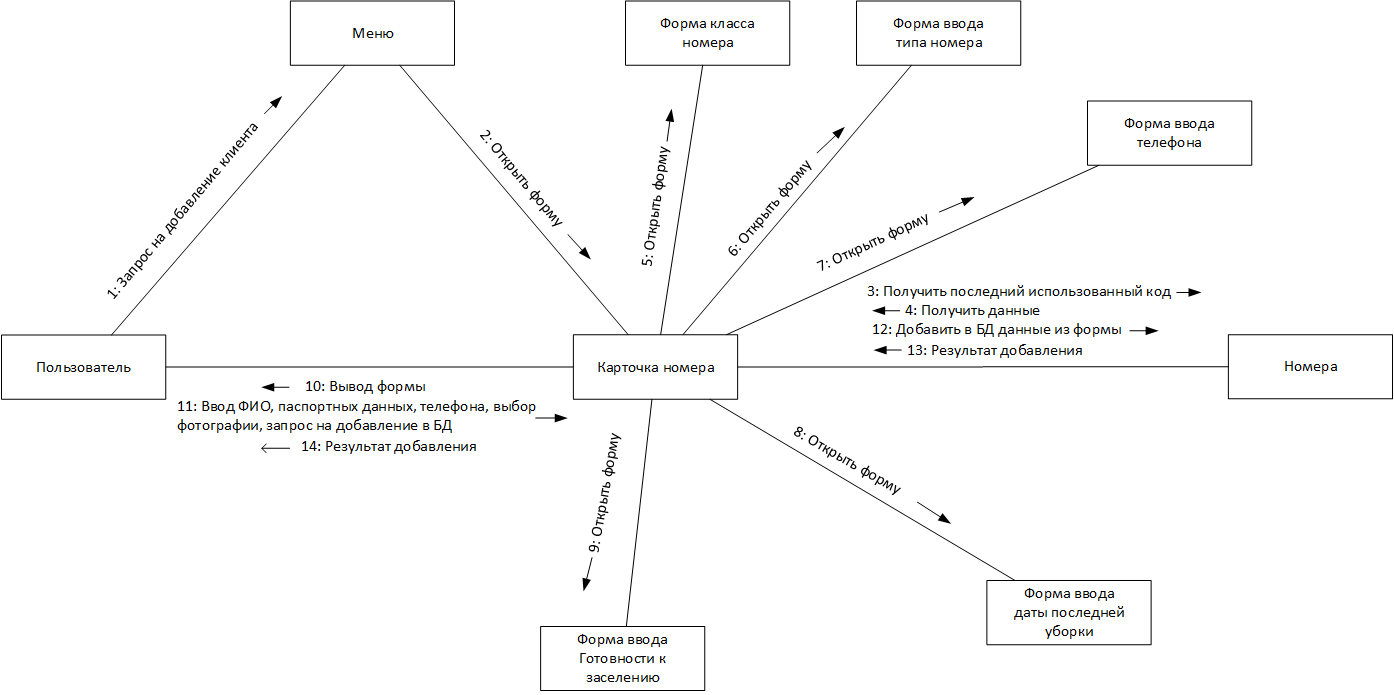 Меню
Форма класса
номера
Форма ввода
типа номера
Форма ввода
телефона
1: Запрос на добавление клиента
2: Открыть форму
5: Открыть форму
6: Открыть форму
7: Открыть форму
3: Получить последний использованный код
4: Получить данные
12: Добавить в БД данные из формы
13: Результат добавления
Пользователь
Карточка номера
Номера
10: Вывод формы
11: Ввод ФИО, паспортных данных, телефона, выбор
фотографии, запрос на добавление в БД
14: Результат добавления
9: Открыть форму
8: Открыть форму
Форма ввода
даты последней
уборки
Форма ввода
Готовности к
заселению